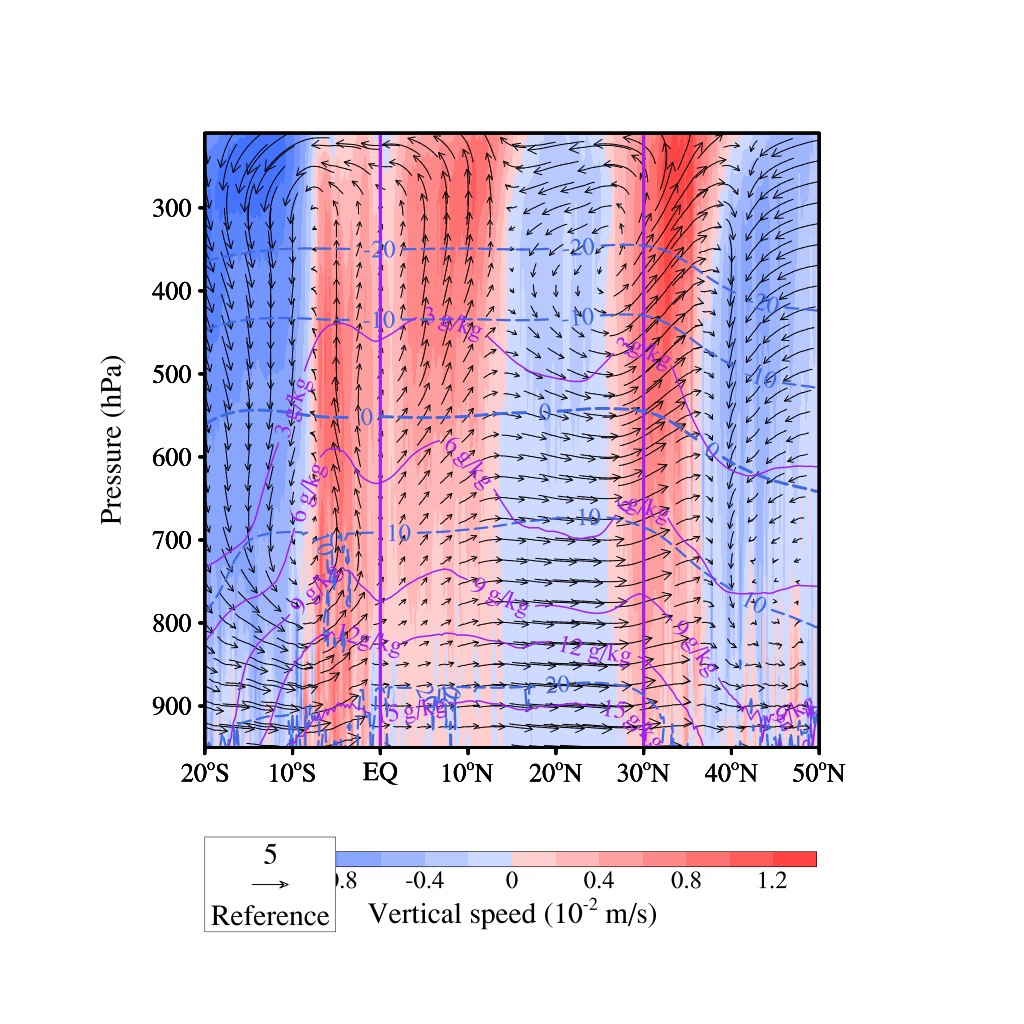 Pressure (hPa)
300
400
500
600
700
800
900
-20
-20
-20
-10
-10
-10
0
0
0
10
10
10
20
3 g/kg
3 g/kg
3 g/kg
6 g/kg
6 g/kg
9 g/kg
9 g/kg
9 g/kg
12 g/kg
12 g/kg
15 g/kg
20°S
10°S
EQ
10°N
20°N
30°N
40°N
50°N
5
Reference
-0.4
0
0.4
0.8
1.2
Vertical speed (10⁻² m/s)